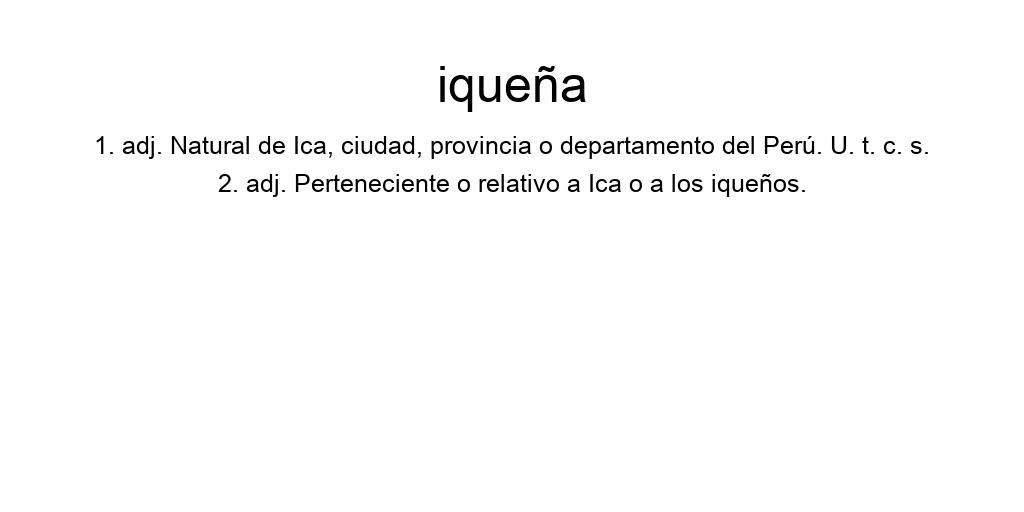 iqueña
1. adj. Natural de Ica, ciudad, provincia o departamento del Perú. U. t. c. s.
2. adj. Perteneciente o relativo a Ica o a los iqueños.